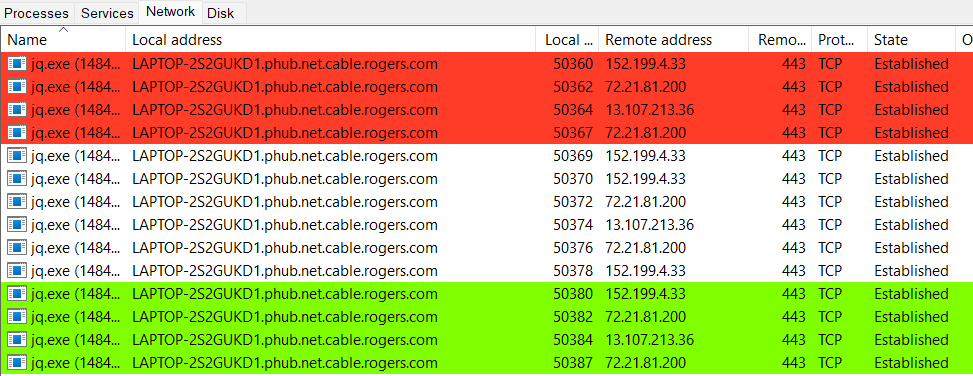 Processes Services Network Disk
Name Local address Local ... Remote address Remo... Prot... State O
jq.exe (1484... LAPTOP-2S2GUKD1.phub.net.cable.rogers.com 50360 152.199.4.33 443 TCP Established
jq.exe (1484... LAPTOP-2S2GUKD1.phub.net.cable.rogers.com 50362 72.21.81.200 443 TCP Established
jq.exe (1484... LAPTOP-2S2GUKD1.phub.net.cable.rogers.com 50364 13.107.213.36 443 TCP Established
jq.exe (1484... LAPTOP-2S2GUKD1.phub.net.cable.rogers.com 50367 72.21.81.200 443 TCP Established
jq.exe (1484... LAPTOP-2S2GUKD1.phub.net.cable.rogers.com 50369 152.199.4.33 443 TCP Established
jq.exe (1484... LAPTOP-2S2GUKD1.phub.net.cable.rogers.com 50370 152.199.4.33 443 TCP Established
jq.exe (1484... LAPTOP-2S2GUKD1.phub.net.cable.rogers.com 50372 72.21.81.200 443 TCP Established
jq.exe (1484... LAPTOP-2S2GUKD1.phub.net.cable.rogers.com 50374 13.107.213.36 443 TCP Established
jq.exe (1484... LAPTOP-2S2GUKD1.phub.net.cable.rogers.com 50376 72.21.81.200 443 TCP Established
jq.exe (1484... LAPTOP-2S2GUKD1.phub.net.cable.rogers.com 50378 152.199.4.33 443 TCP Established
jq.exe (1484... LAPTOP-2S2GUKD1.phub.net.cable.rogers.com 50380 152.199.4.33 443 TCP Established
jq.exe (1484... LAPTOP-2S2GUKD1.phub.net.cable.rogers.com 50382 72.21.81.200 443 TCP Established
jq.exe (1484... LAPTOP-2S2GUKD1.phub.net.cable.rogers.com 50384 13.107.213.36 443 TCP Established
jq.exe (1484... LAPTOP-2S2GUKD1.phub.net.cable.rogers.com 50387 72.21.81.200 443 TCP Established